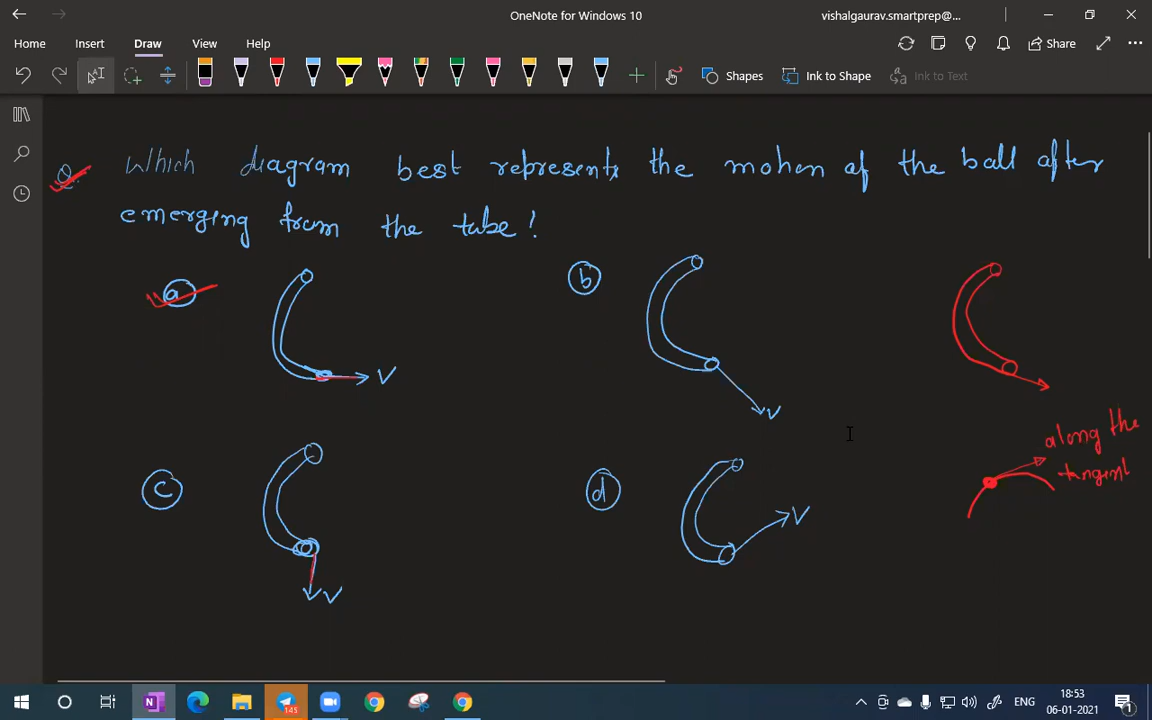 OneNote for Windows 10
vishalgaurav.smartprep@...
Home Insert Draw View Help
Share
Shapes Ink to Shape Ink to Text
Q. Which diagram best represents the motion of the ball after
emerging from the tube?
a
V
b
V
along the
tangent
c
V
d
V
145
ENG
18:53
06-01-2021
1